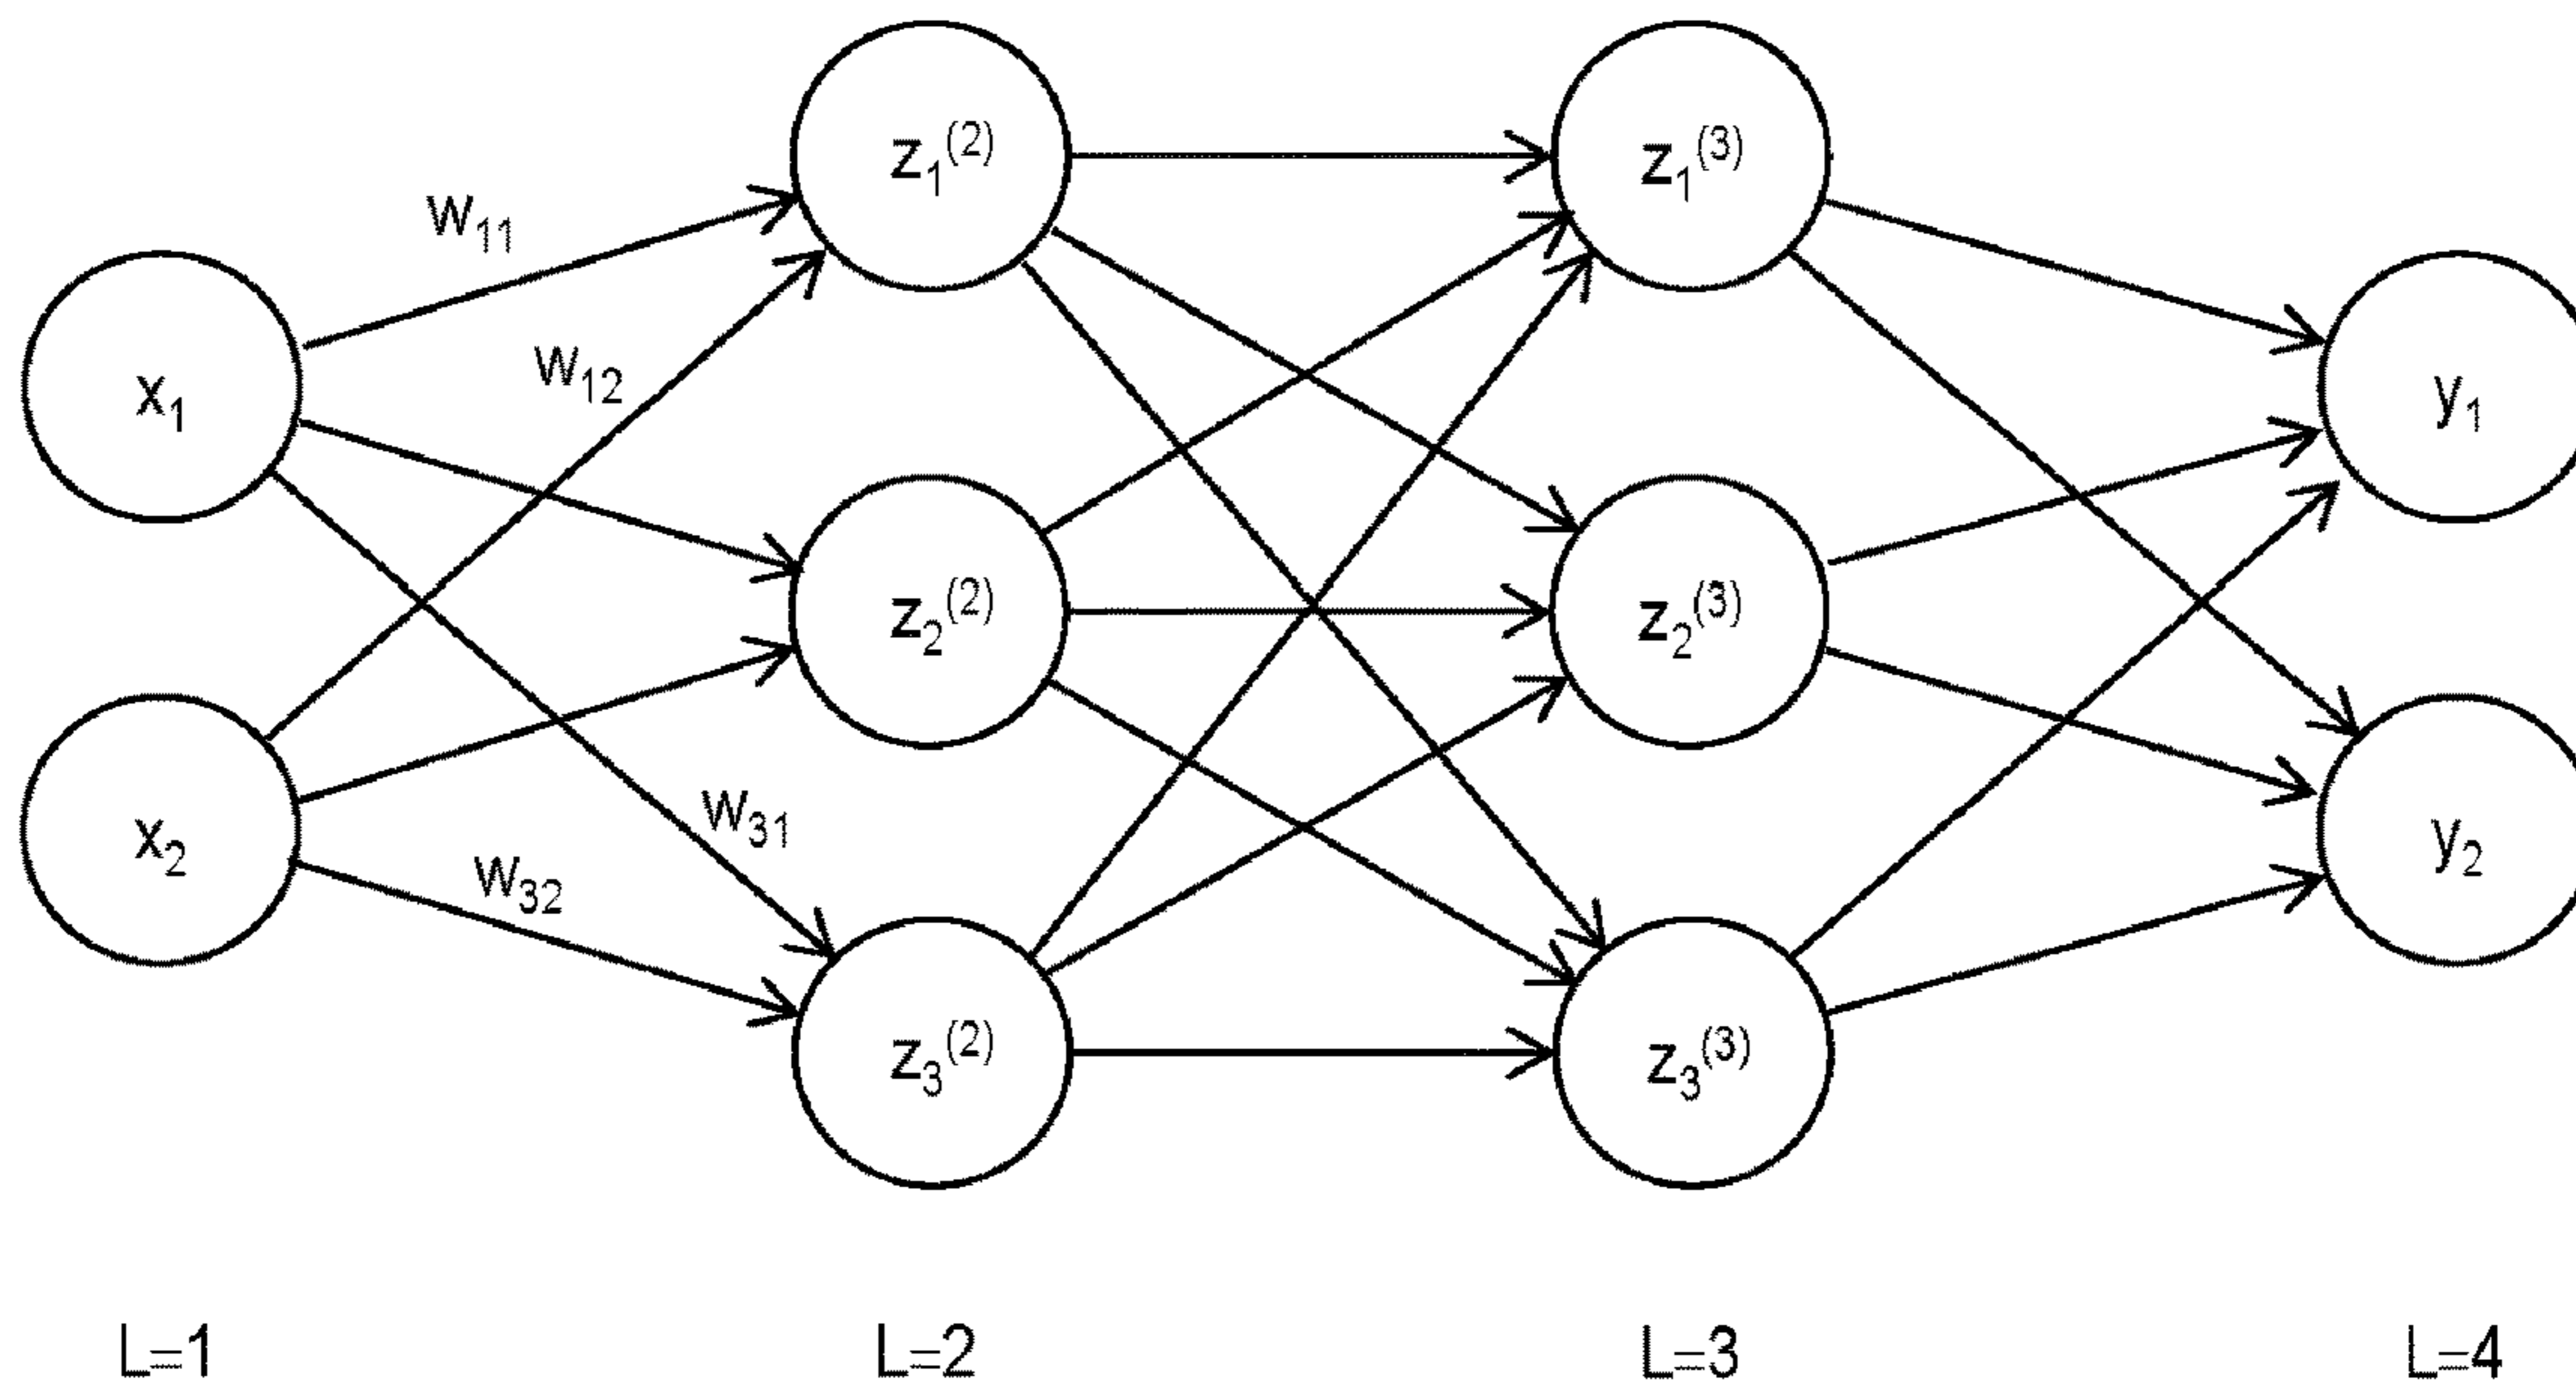 z₁⁽²⁾ z₁⁽³⁾
w₁₁
w₁₂
x₁ y₁
z₂⁽²⁾ z₂⁽³⁾
w₃₁
x₂ w₃₂ y₂
z₃⁽²⁾ z₃⁽³⁾
L=1 L=2 L=3 L=4